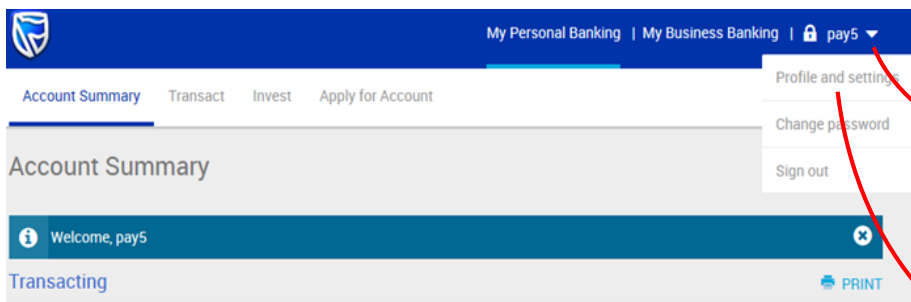 My Personal Banking | My Business Banking | pay5
Account Summary Transact Invest Apply for Account
Profile and settings
Change password
Sign out
Account Summary
Welcome, pay5
Transacting
PRINT